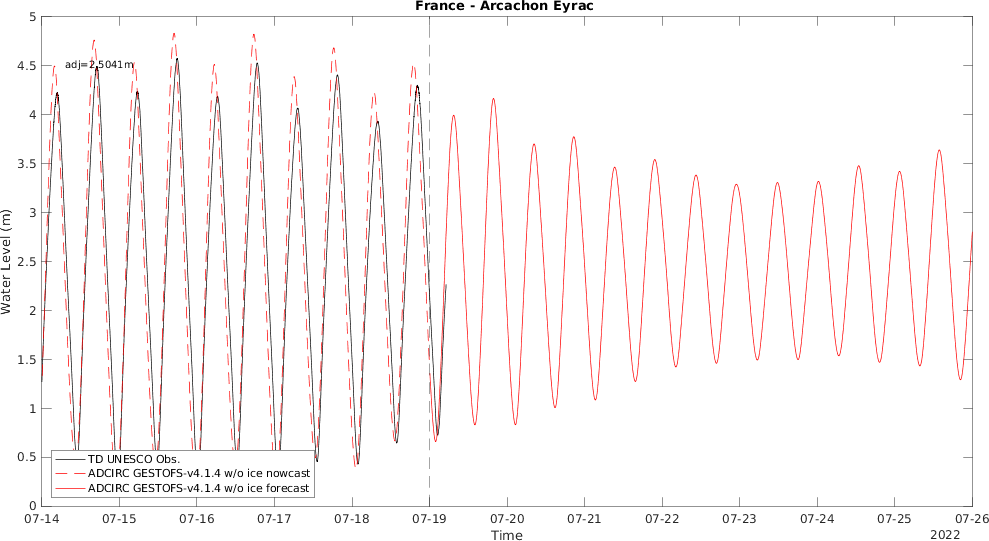 France - Arcachon Eyrac
5
4.5
adj=2.5041m
4
3.5
3
2.5
2
1.5
1
0.5
0
Water Level (m)
TD UNESCO Obs.
ADCIRC GESTOFS-v4.1.4 w/o ice nowcast
ADCIRC GESTOFS-v4.1.4 w/o ice forecast
07-14 07-15 07-16 07-17 07-18 07-19 07-20 07-21 07-22 07-23 07-24 07-25 07-26
Time
2022